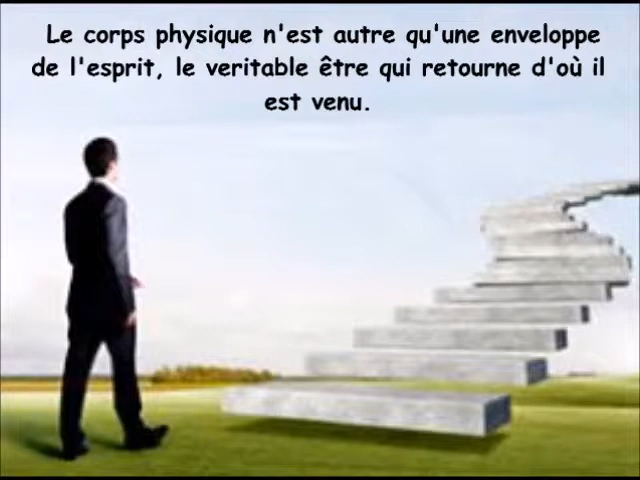 Le corps physique n'est autre qu'une enveloppe
de l'esprit, le veritable être qui retourne d'où il
est venu.